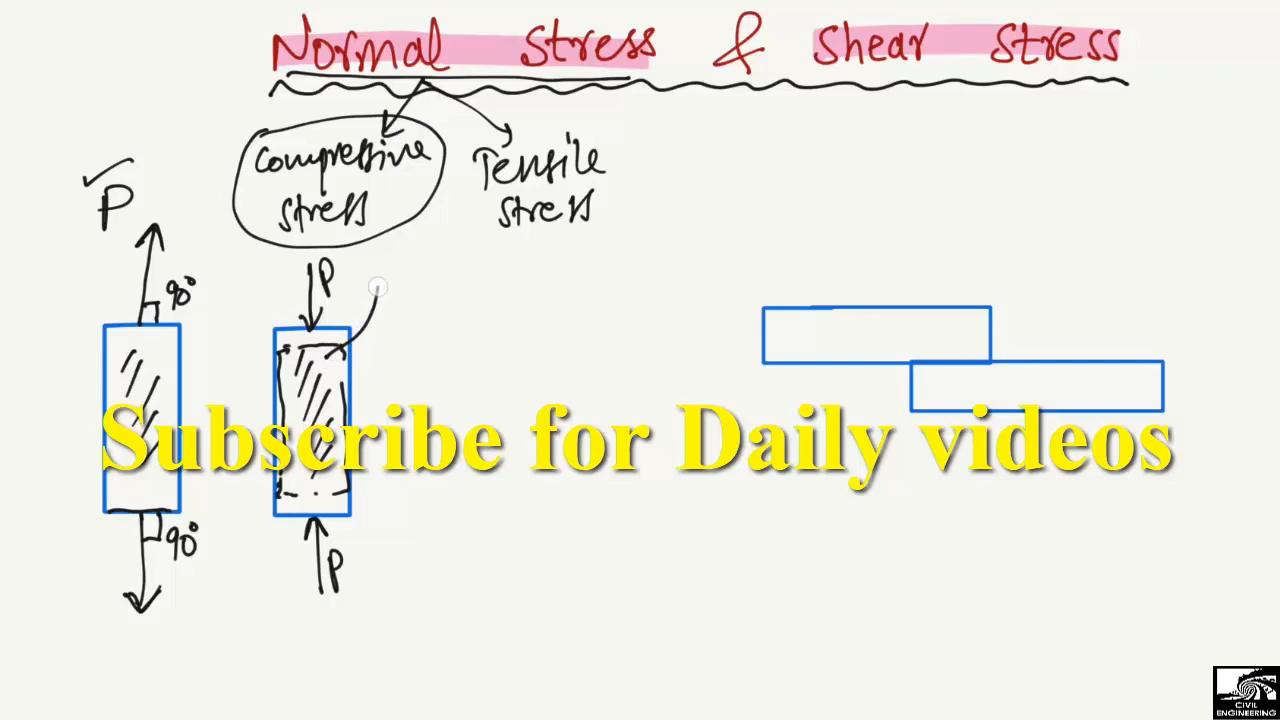 Normal Stress & Shear Stress
Compressive
stress
Tensile
stress
P
90°
P
Subscribe for Daily videos
90°
P
CIVIL
ENGINEERING